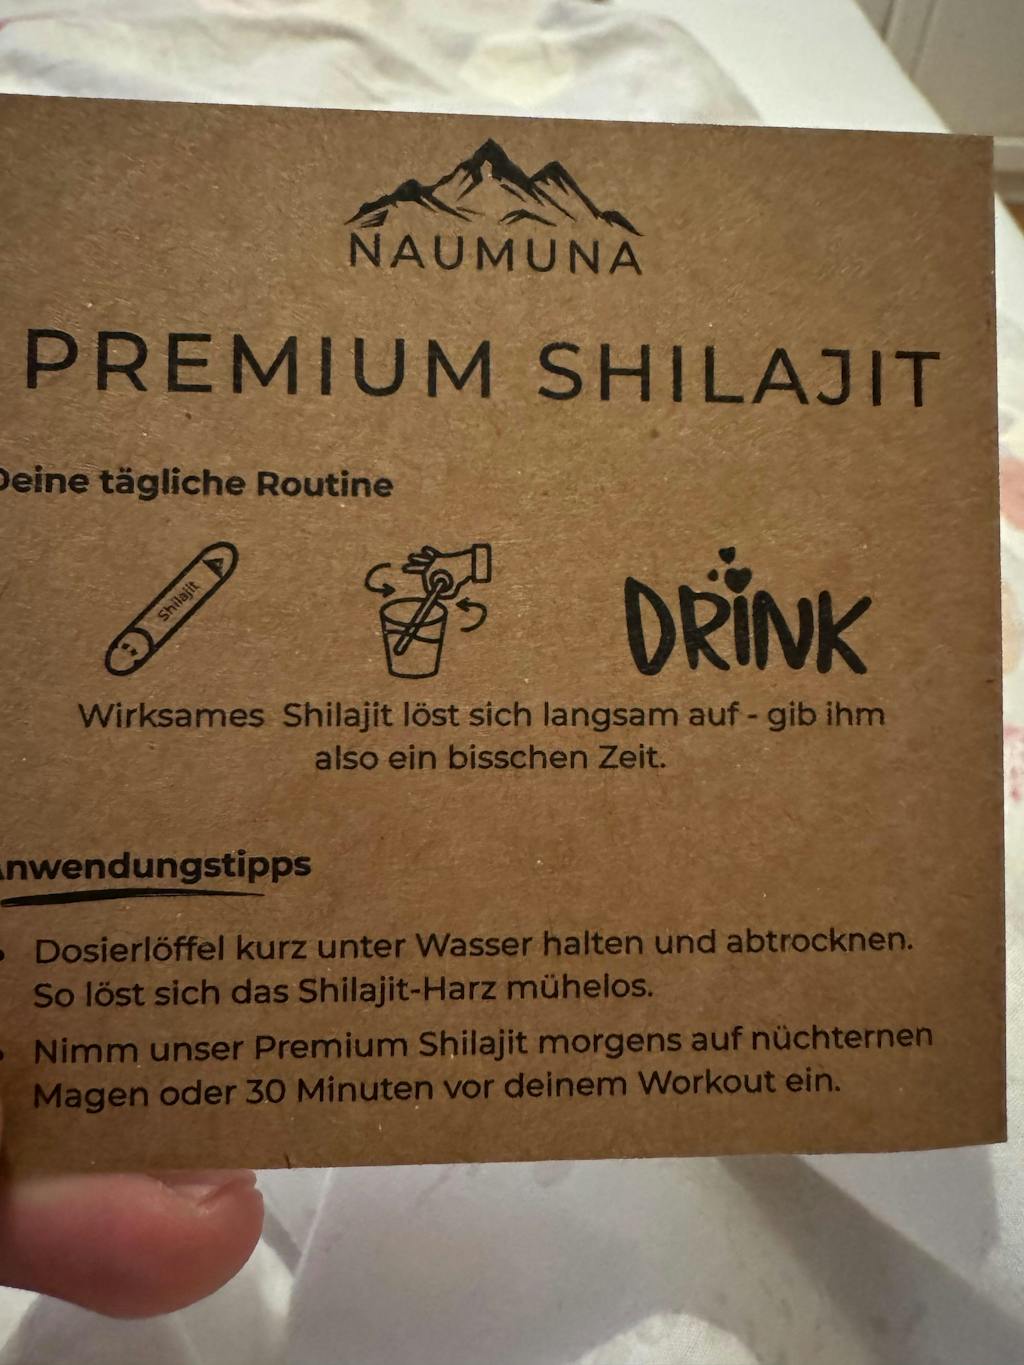 NAUMUNA
PREMIUM SHILAJIT
Deine tägliche Routine
Shilajit
DRiNK
Wirksames Shilajit löst sich langsam auf - gib ihm
also ein bisschen Zeit.
Anwendungstipps
• Dosierlöffel kurz unter Wasser halten und abtrocknen.
So löst sich das Shilajit-Harz mühelos.
• Nimm unser Premium Shilajit morgens auf nüchternen
Magen oder 30 Minuten vor deinem Workout ein.